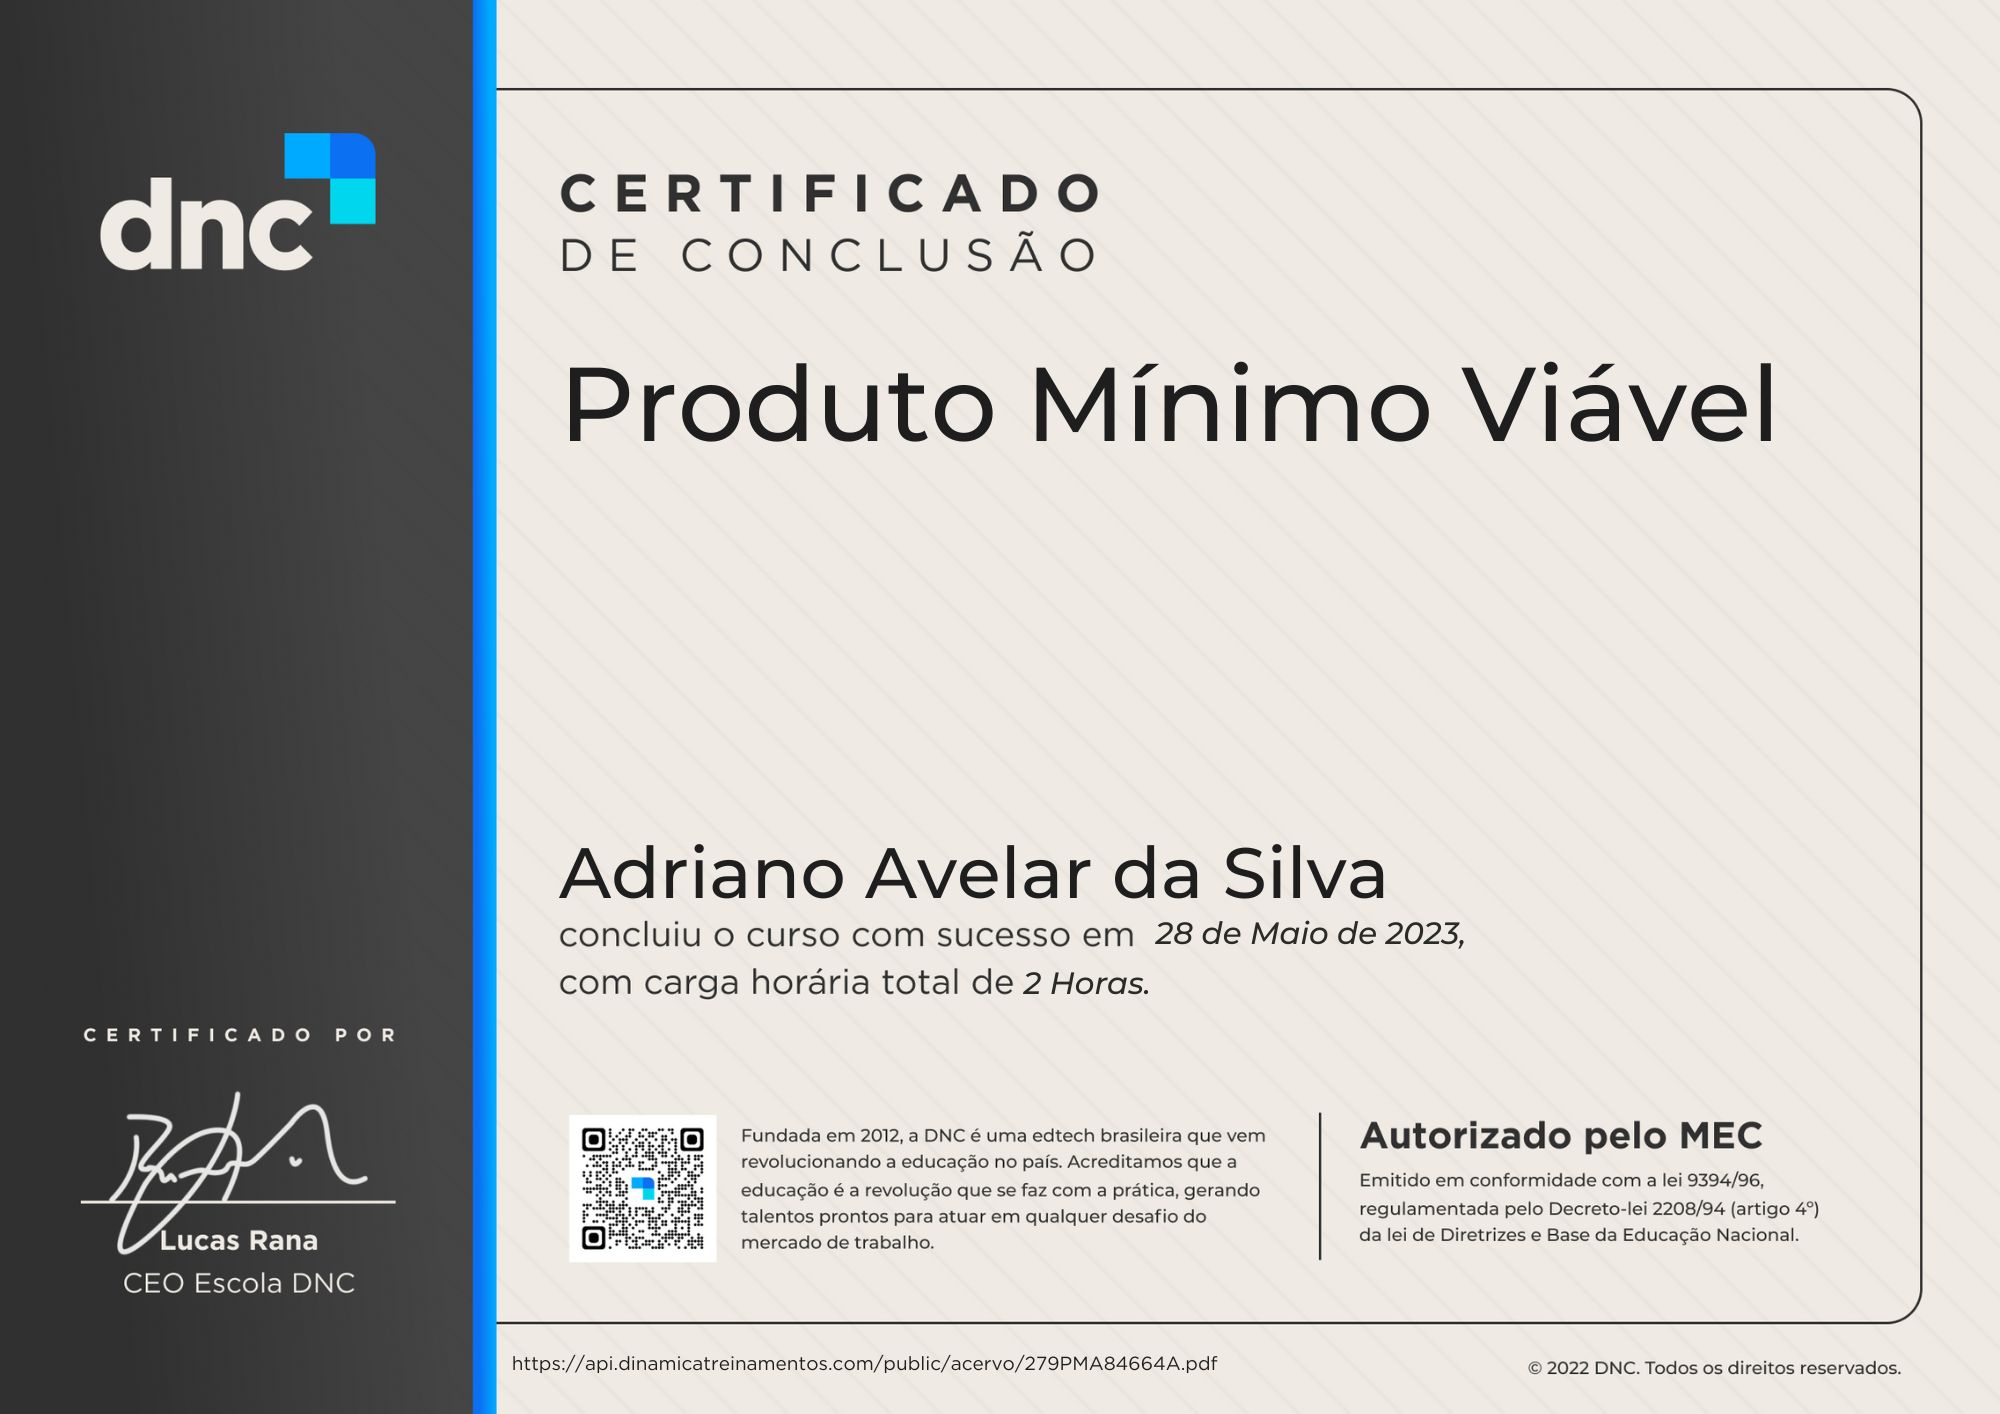 dnc
CERTIFICADO
DE CONCLUSÃO
Produto Mínimo Viável
Adriano Avelar da Silva
concluiu o curso com sucesso em 28 de Maio de 2023,
com carga horária total de 2 Horas.
CERTIFICADO POR
Lucas Rana
CEO Escola DNC
Fundada em 2012, a DNC é uma edtech brasileira que vem
revolucionando a educação no país. Acreditamos que a
educação é a revolução que se faz com a prática, gerando
talentos prontos para atuar em qualquer desafio do
mercado de trabalho.
Autorizado pelo MEC
Emitido em conformidade com a lei 9394/96,
regulamentada pelo Decreto-lei 2208/94 (artigo 4º)
da lei de Diretrizes e Base da Educação Nacional.
https://api.dinamicatreinamentos.com/public/acervo/279PMA84664A.pdf
© 2022 DNC. Todos os direitos reservados.